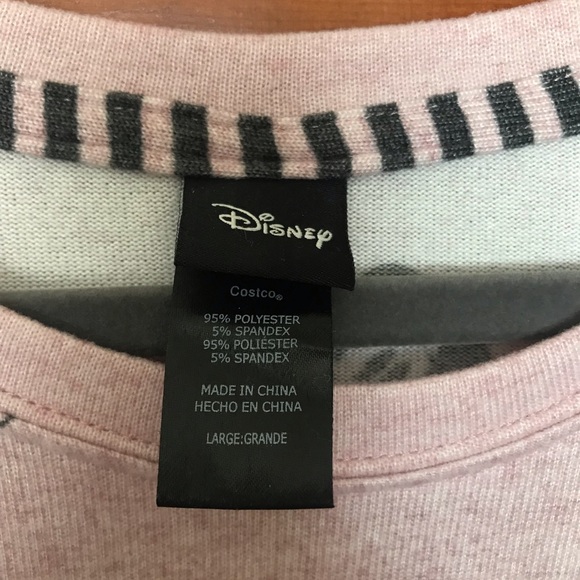 Disney
Costco®
95% POLYESTER
5% SPANDEX
95% POLIÉSTER
5% SPANDEX
MADE IN CHINA
HECHO EN CHINA
LARGE:GRANDE